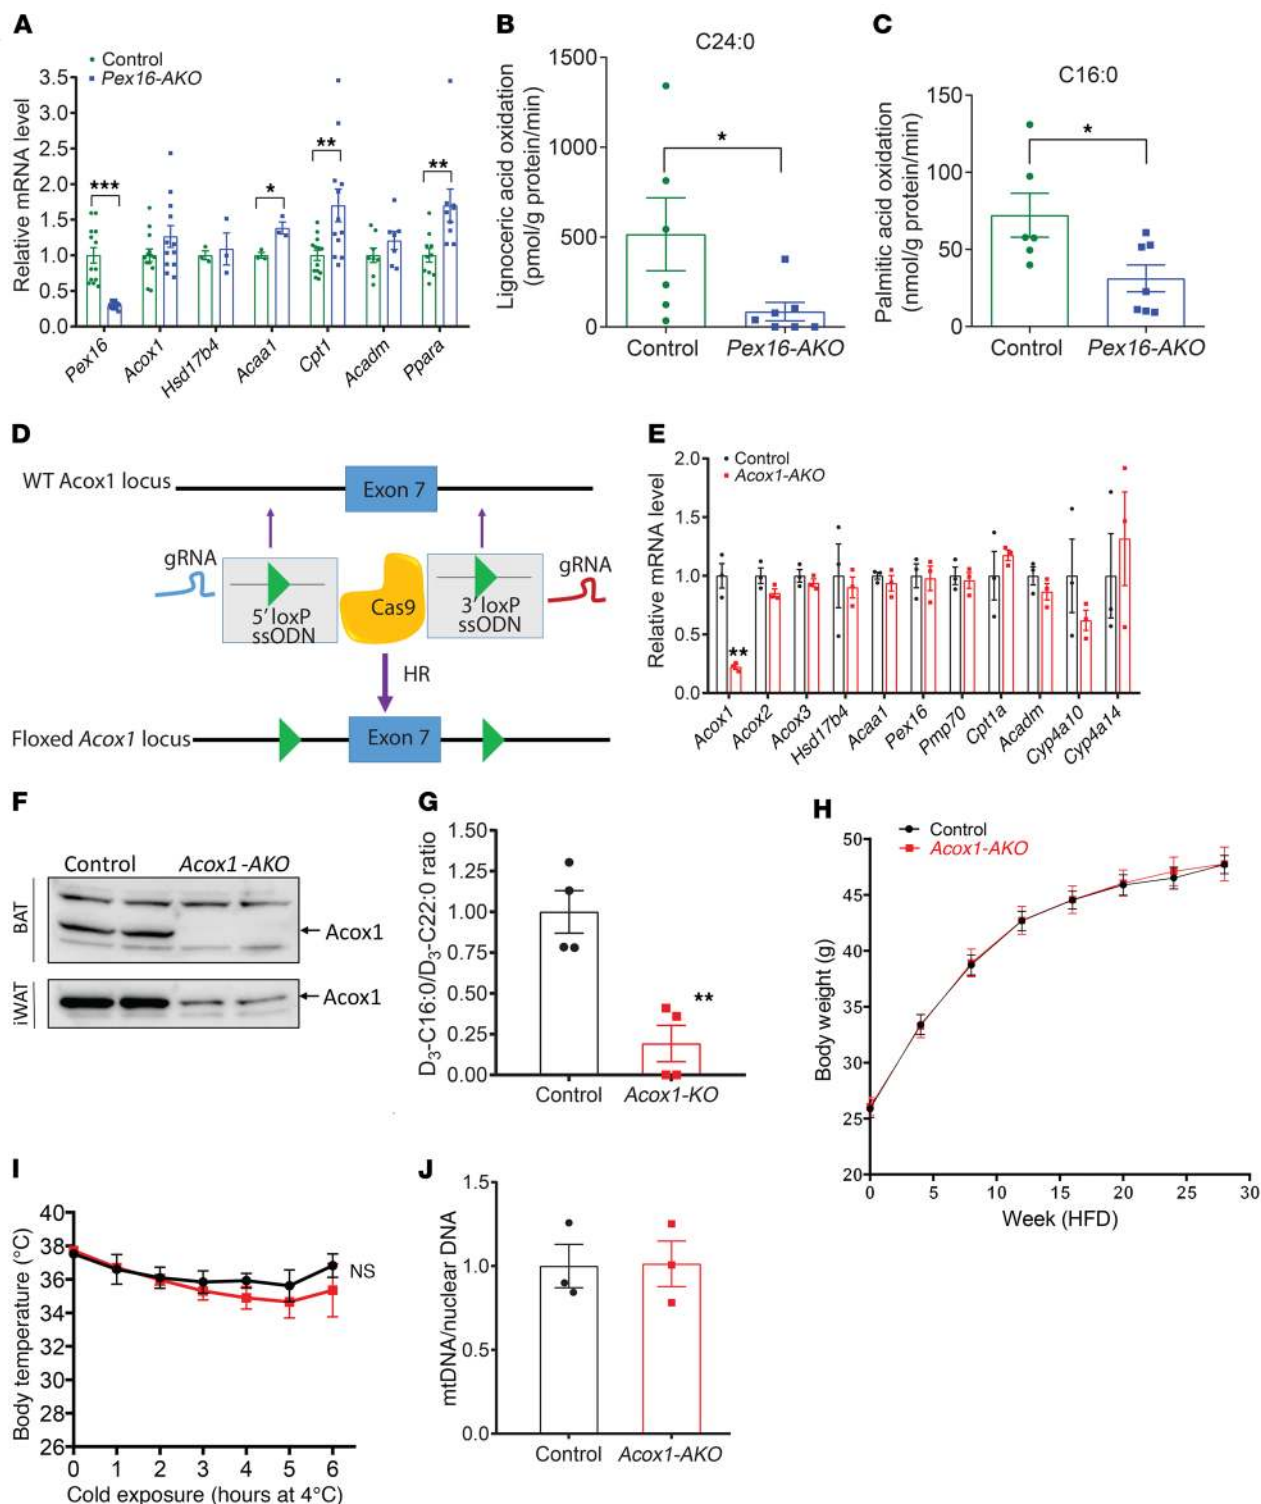 A
Control
Pex16-AKO
Relative mRNA level
3.5
3.0
2.5
2.0
1.5
1.0
0.5
0.0
***
*
**
**
Pex16
Acox1
Hsd17b4
Acaa1
Cpt1
Acadm
Ppara
B
C24:0
Lignoceric acid oxidation
(pmol/g protein/min)
1500
1000
500
0
*
Control
Pex16-AKO
C
C16:0
Palmitic acid oxidation
(nmol/g protein/min)
150
100
50
0
*
Control
Pex16-AKO
D
WT Acox1 locus
Exon 7
gRNA
5' loxP
ssODN
Cas9
3' loxP
ssODN
gRNA
HR
Floxed Acox1 locus
Exon 7
E
Control
Acox1-AKO
Relative mRNA level
2.0
1.5
1.0
0.5
0.0
**
Acox1
Acox2
Acox3
Hsd17b4
Acaa1
Pex16
Pmp70
Cpt1a
Acadm
Cyp4a10
Cyp4a14
F
Control
Acox1-AKO
BAT
Acox1
iWAT
Acox1
G
D3-C16:0/D3-C22:0 ratio
1.50
1.25
1.00
0.75
0.50
0.25
0.00
**
Control
Acox1-KO
H
Control
Acox1-AKO
Body weight (g)
50
45
40
35
30
25
20
0
5
10
15
20
25
30
Week (HFD)
I
Body temperature (°C)
40
38
36
34
32
30
28
26
NS
0
1
2
3
4
5
6
Cold exposure (hours at 4°C)
J
mtDNA/nuclear DNA
1.5
1.0
0.5
0.0
Control
Acox1-AKO